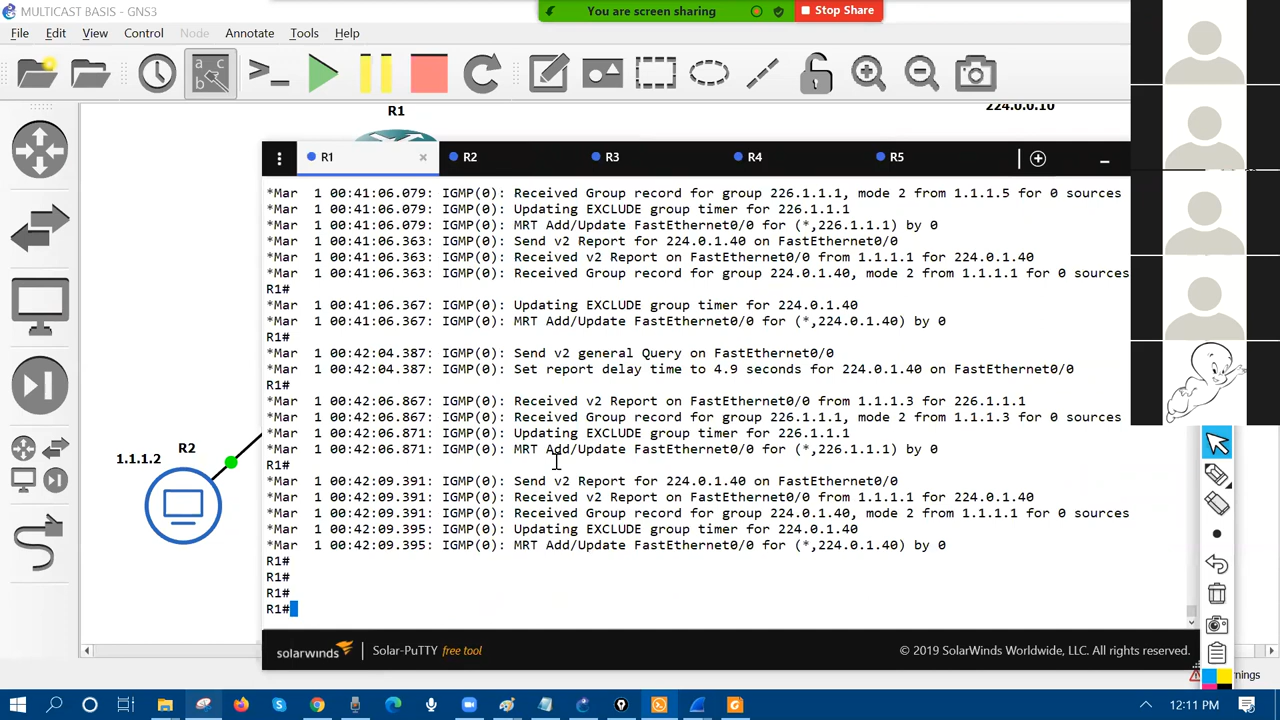 MULTICAST BASIS - GNS3
You are screen sharing
Stop Share
File Edit View Control Node Annotate Tools Help
a c
b
R1
224.0.0.10
R1 × R2 R3 R4 R5
*Mar 1 00:41:06.079: IGMP(0): Received Group record for group 226.1.1.1, mode 2 from 1.1.1.5 for 0 sources
*Mar 1 00:41:06.079: IGMP(0): Updating EXCLUDE group timer for 226.1.1.1
*Mar 1 00:41:06.079: IGMP(0): MRT Add/Update FastEthernet0/0 for (*,226.1.1.1) by 0
*Mar 1 00:41:06.363: IGMP(0): Send v2 Report for 224.0.1.40 on FastEthernet0/0
*Mar 1 00:41:06.363: IGMP(0): Received v2 Report on FastEthernet0/0 from 1.1.1.1 for 224.0.1.40
*Mar 1 00:41:06.363: IGMP(0): Received Group record for group 224.0.1.40, mode 2 from 1.1.1.1 for 0 sources
R1#
*Mar 1 00:41:06.367: IGMP(0): Updating EXCLUDE group timer for 224.0.1.40
*Mar 1 00:41:06.367: IGMP(0): MRT Add/Update FastEthernet0/0 for (*,224.0.1.40) by 0
R1#
*Mar 1 00:42:04.387: IGMP(0): Send v2 general Query on FastEthernet0/0
*Mar 1 00:42:04.387: IGMP(0): Set report delay time to 4.9 seconds for 224.0.1.40 on FastEthernet0/0
R1#
*Mar 1 00:42:06.867: IGMP(0): Received v2 Report on FastEthernet0/0 from 1.1.1.3 for 226.1.1.1
*Mar 1 00:42:06.867: IGMP(0): Received Group record for group 226.1.1.1, mode 2 from 1.1.1.3 for 0 sources
*Mar 1 00:42:06.871: IGMP(0): Updating EXCLUDE group timer for 226.1.1.1
*Mar 1 00:42:06.871: IGMP(0): MRT Add/Update FastEthernet0/0 for (*,226.1.1.1) by 0
R1#
*Mar 1 00:42:09.391: IGMP(0): Send v2 Report for 224.0.1.40 on FastEthernet0/0
*Mar 1 00:42:09.391: IGMP(0): Received v2 Report on FastEthernet0/0 from 1.1.1.1 for 224.0.1.40
*Mar 1 00:42:09.391: IGMP(0): Received Group record for group 224.0.1.40, mode 2 from 1.1.1.1 for 0 sources
*Mar 1 00:42:09.395: IGMP(0): Updating EXCLUDE group timer for 224.0.1.40
*Mar 1 00:42:09.395: IGMP(0): MRT Add/Update FastEthernet0/0 for (*,224.0.1.40) by 0
R1#
R1#
R1#
R1#
R2
1.1.1.2
solarwinds Solar-PuTTY free tool © 2019 SolarWinds Worldwide, LLC. All rights reserved.
nings
12:11 PM